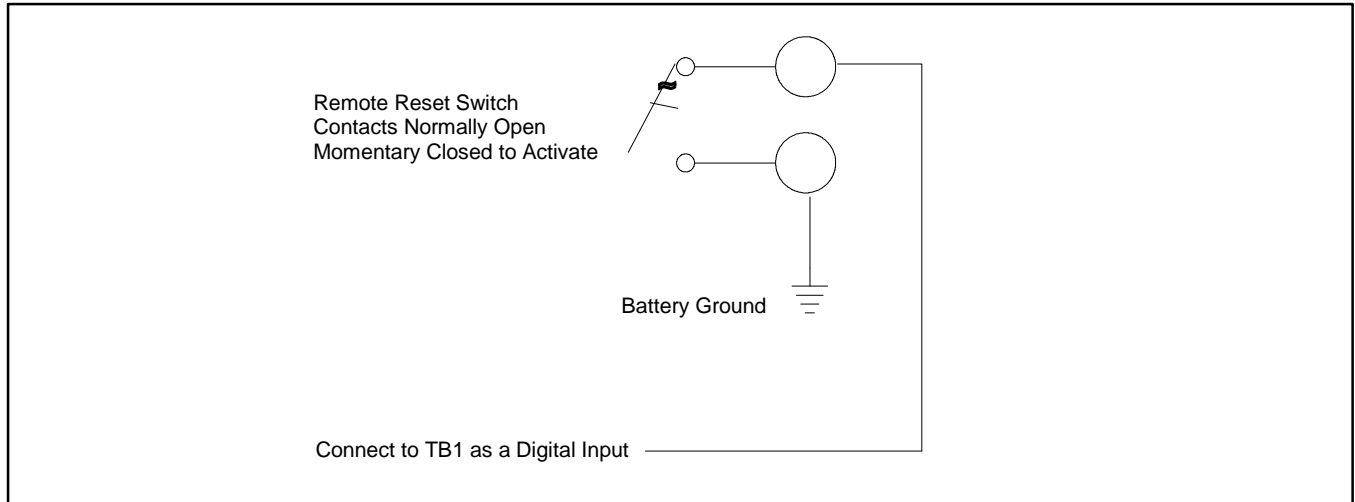 Remote Reset Switch
Contacts Normally Open
Momentary Closed to Activate
Battery Ground
Connect to TB1 as a Digital Input